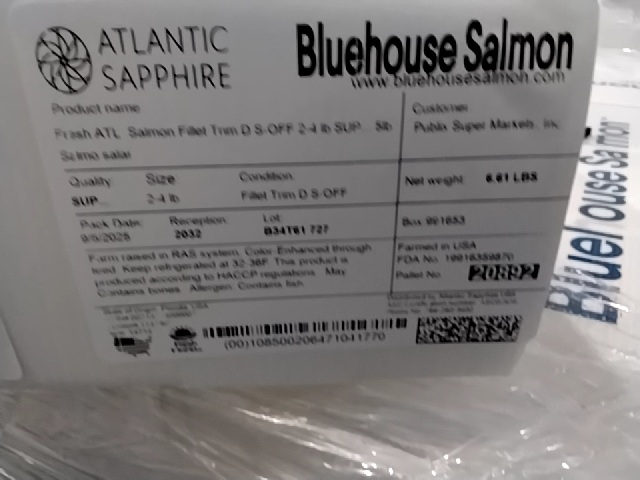 ATLANTIC
SAPPHIRE
Bluehouse Salmon
www.bluehousesalmon.com
Product name
Fresh ATL Salmon Fillet Trim D S-OFF 2-4 lb SUP 5lb
Salmo salar
Customer
Publix Super Markets, Inc.
Quality Size Condition
SUP 2-4 lb Fillet Trim D S-OFF
Net weight 6.61 LBS
Pack Date: Reception Lot:
2032 B34T61 727
Box 991653
Farm raised in RAS system. Color-Enhanced through
feed. Keep refrigerated at 32-38F. This product is
produced according to HACCP regulations. May
Contains bones. Allergen: Contains fish.
Farmed in USA
FDA No.
Pallet No. 20892
(00)108500206471041770
Bluehouse Salmon